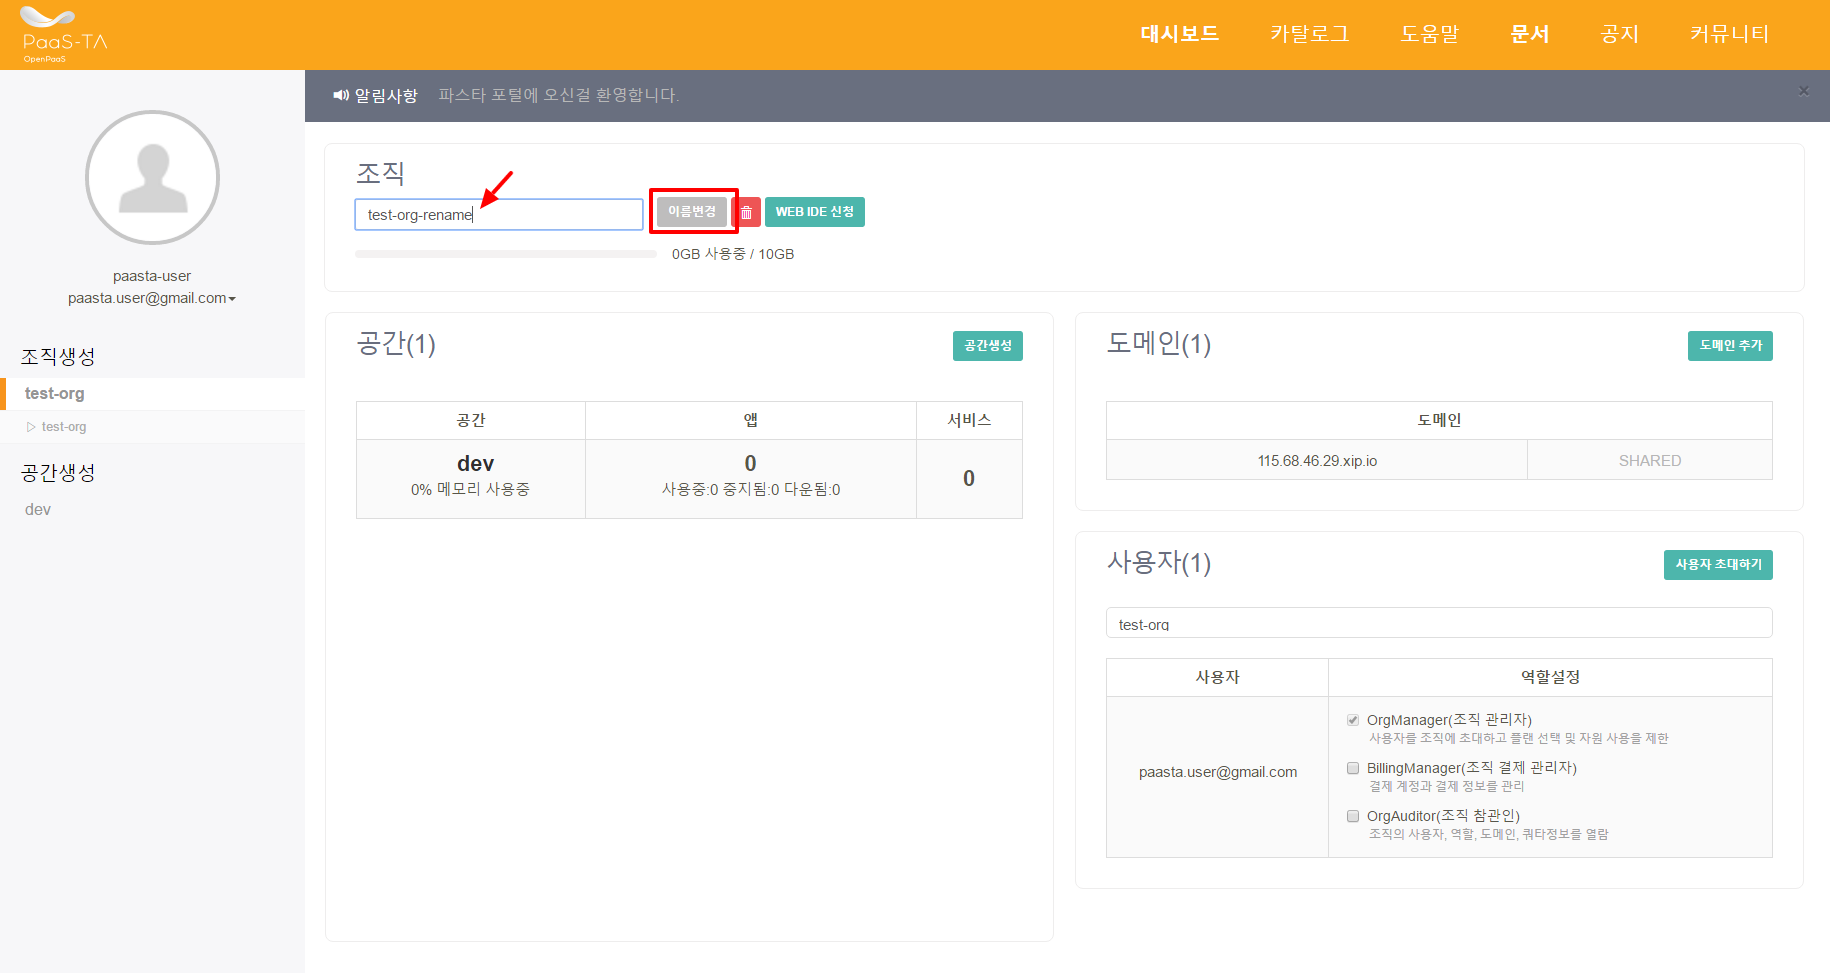 PaaS-TA
OpenPaaS
대시보드 카탈로그 도움말 문서 공지 커뮤니티
알림사항 파스타 포털에 오신걸 환영합니다.
×
paasta-user
paasta.user@gmail.com
조직생성
test-org
test-org
공간생성
dev
조직
test-org-rename 이름변경 WEB IDE 신청
0GB 사용중 / 10GB
공간(1) 공간생성
공간 앱 서비스
dev 0 0
0% 메모리 사용중 사용중:0 중지됨:0 다운됨:0
도메인(1) 도메인 추가
도메인
115.68.46.29.xip.io SHARED
사용자(1) 사용자 초대하기
test-org
사용자 역할설정
paasta.user@gmail.com
OrgManager(조직 관리자)
사용자를 조직에 초대하고 플랜 선택 및 자원 사용을 제한
BillingManager(조직 결제 관리자)
결제 계정과 결제 정보를 관리
OrgAuditor(조직 참관인)
조직의 사용자, 역할, 도메인, 쿼타정보를 열람